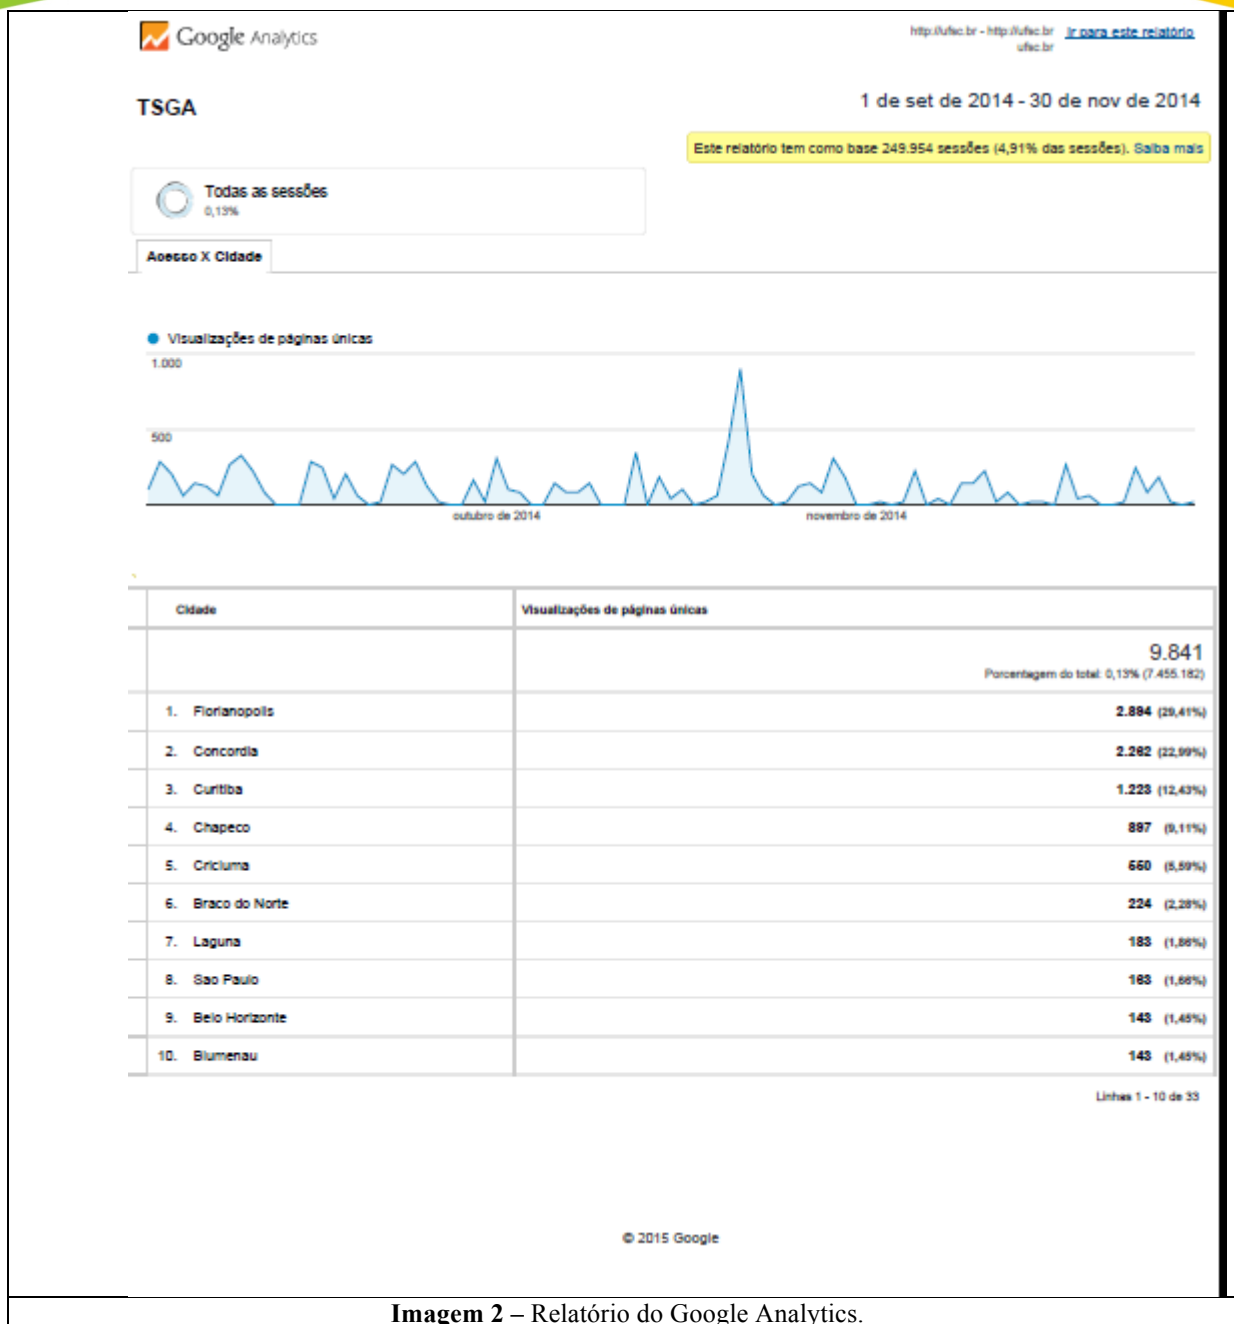 Google Analytics
http://ufsc.br - http://ufsc.br
ufsc.br
Ir para este relatório
TSGA
1 de set de 2014 - 30 de nov de 2014
Este relatório tem como base 249.954 sessões (4,91% das sessões). Saiba mais
Todas as sessões
0,13%
Acesso X Cidade
Visualizações de páginas únicas
1.000
500
outubro de 2014
novembro de 2014
Cidade Visualizações de páginas únicas
9.841
Porcentagem do total: 0,13% (7.455.182)
1. Florianopolis 2.894 (29,41%)
2. Concordia 2.262 (22,99%)
3. Curitiba 1.223 (12,43%)
4. Chapeco 897 (9,11%)
5. Criciuma 550 (5,59%)
6. Braco do Norte 224 (2,28%)
7. Laguna 183 (1,86%)
8. Sao Paulo 163 (1,66%)
9. Belo Horizonte 143 (1,45%)
10. Blumenau 143 (1,45%)
Linhas 1 - 10 de 33
© 2015 Google
Imagem 2 – Relatório do Google Analytics.